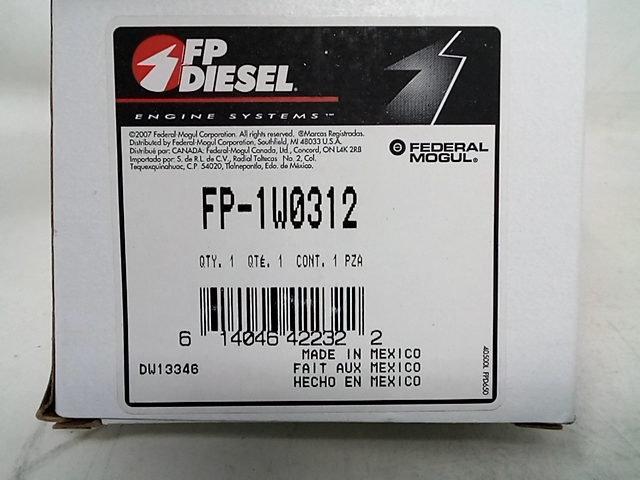 FP
DIESEL®
ENGINE SYSTEMS™
©2007 Federal-Mogul Corporation. All rights reserved. ®Marcas Registradas.
Distributed by Federal-Mogul Corporation, Southfield, MI 48033 U.S.A.
Distribué par: CANADA: Federal-Mogul Canada, Ltd., Concord, ON L4K 2R8
Importado por: S. de R.L. de C.V., Radial Toltecas No. 2, Col.
Tequexquinahuac, C.P. 54020, Tlalnepantla, Edo. de México.
FEDERAL
MOGUL®
FP-1W0312
QTY. 1 QTÉ. 1 CONT. 1 PZA
6 14046 42232 2
MADE IN MEXICO
DW13346 FAIT AUX MEXICO
HECHO EN MEXICO